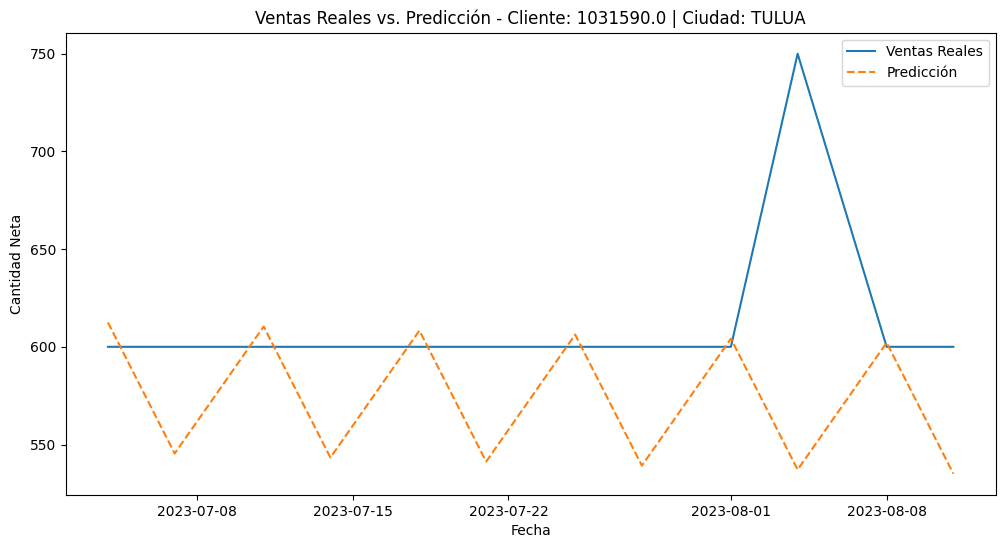 Ventas Reales vs. Predicción - Cliente: 1031590.0 | Ciudad: TULUA
Ventas Reales
Predicción
Cantidad Neta
750
700
650
600
550
2023-07-08
2023-07-15
2023-07-22
2023-08-01
2023-08-08
Fecha